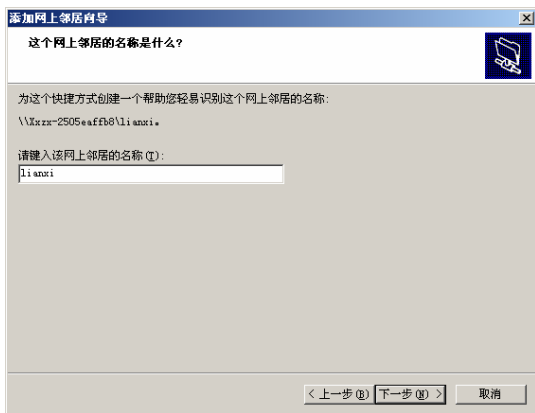 添加网上邻居向导
这个网上邻居的名称是什么?
为这个快捷方式创建一个帮助您轻易识别这个网上邻居的名称:
\\Xxzx-2505eaffb8\lianxi。
请键入该网上邻居的名称(T):
lianxi
< 上一步(B) 下一步(N) > 取消